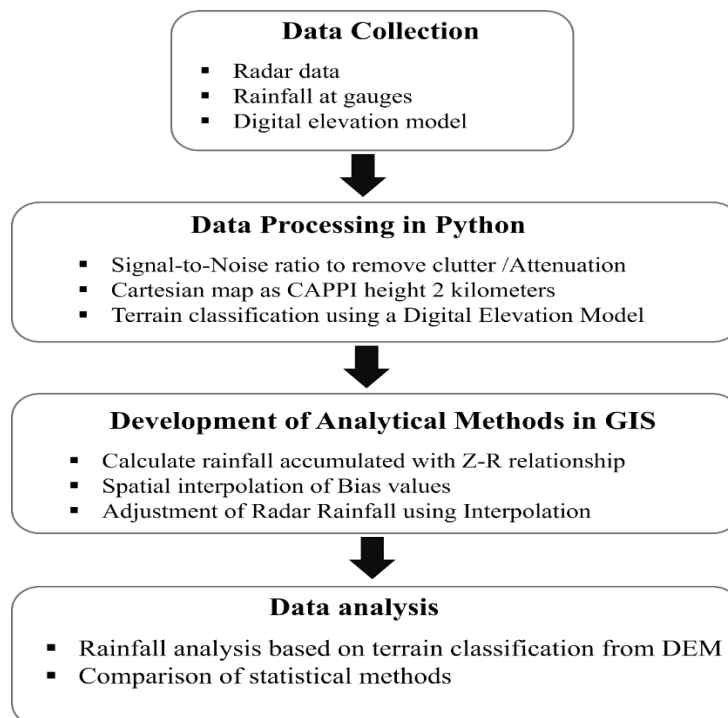 Data Collection
▪ Radar data
▪ Rainfall at gauges
▪ Digital elevation model
Data Processing in Python
▪ Signal-to-Noise ratio to remove clutter /Attenuation
▪ Cartesian map as CAPPI height 2 kilometers
▪ Terrain classification using a Digital Elevation Model
Development of Analytical Methods in GIS
▪ Calculate rainfall accumulated with Z-R relationship
▪ Spatial interpolation of Bias values
▪ Adjustment of Radar Rainfall using Interpolation
Data analysis
▪ Rainfall analysis based on terrain classification from DEM
▪ Comparison of statistical methods